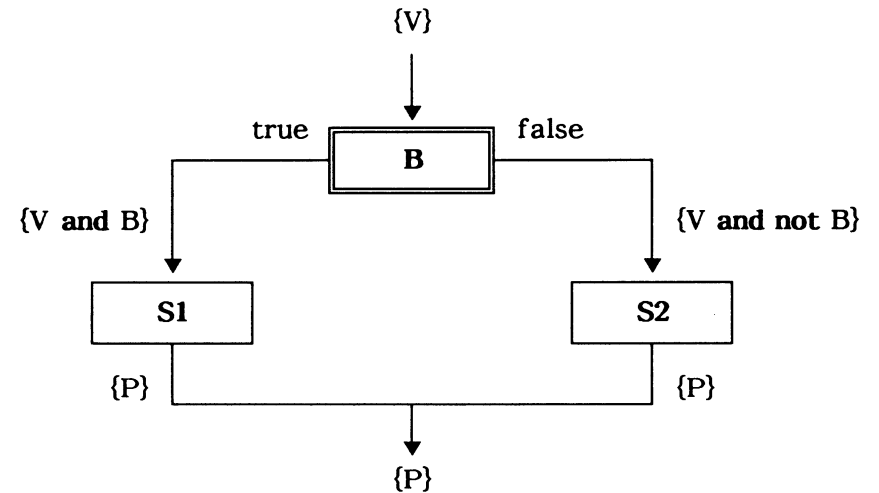 {V}
true
false
B
{V and B}
{V and not B}
S1
S2
{P}
{P}
{P}